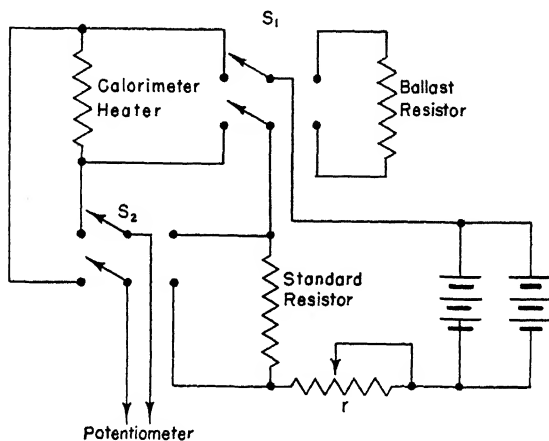 S₁
Calorimeter
Heater
Ballast
Resistor
S₂
Standard
Resistor
r
Potentiometer